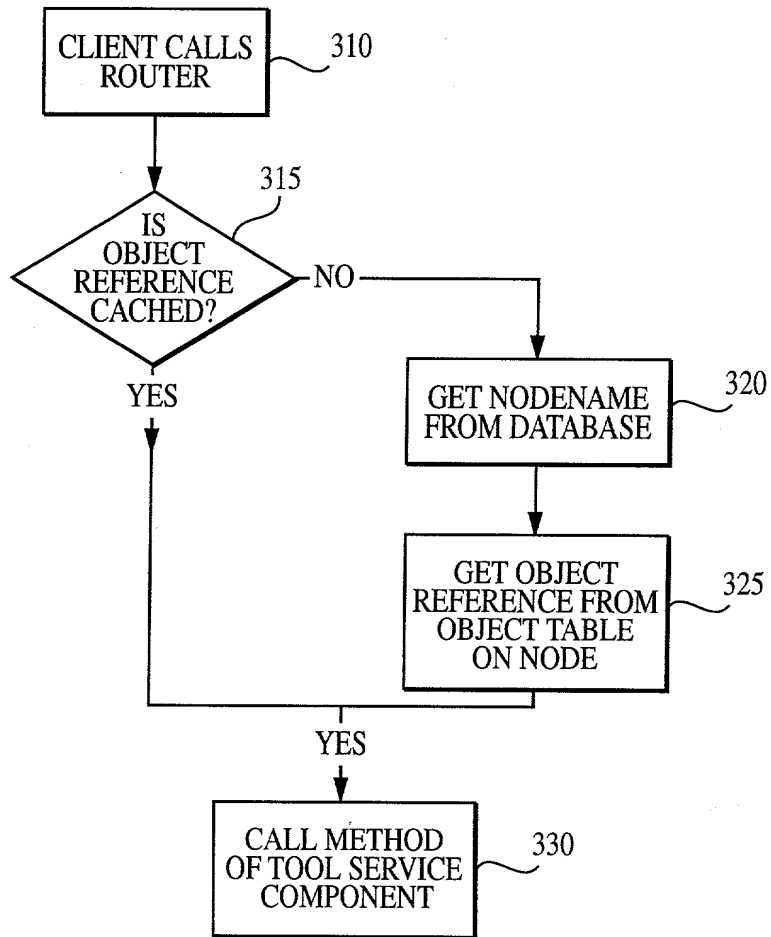 CLIENT CALLS
ROUTER
310
315
IS
OBJECT
REFERENCE
CACHED?
NO
YES
GET NODENAME
FROM DATABASE
320
GET OBJECT
REFERENCE FROM
OBJECT TABLE
ON NODE
325
YES
CALL METHOD
OF TOOL SERVICE
COMPONENT
330